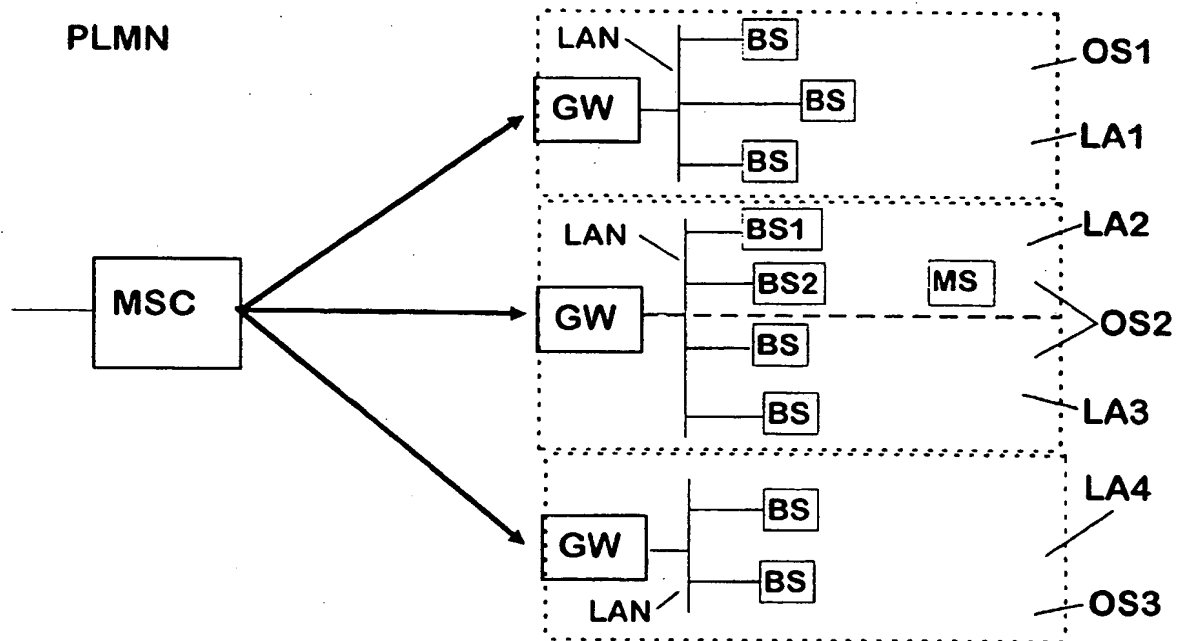 PLMN
LAN
BS
OS1
GW
BS
LA1
BS
LA2
LAN
BS1
MSC
BS2
MS
GW
OS2
BS
BS
LA3
LA4
BS
GW
BS
LAN
OS3